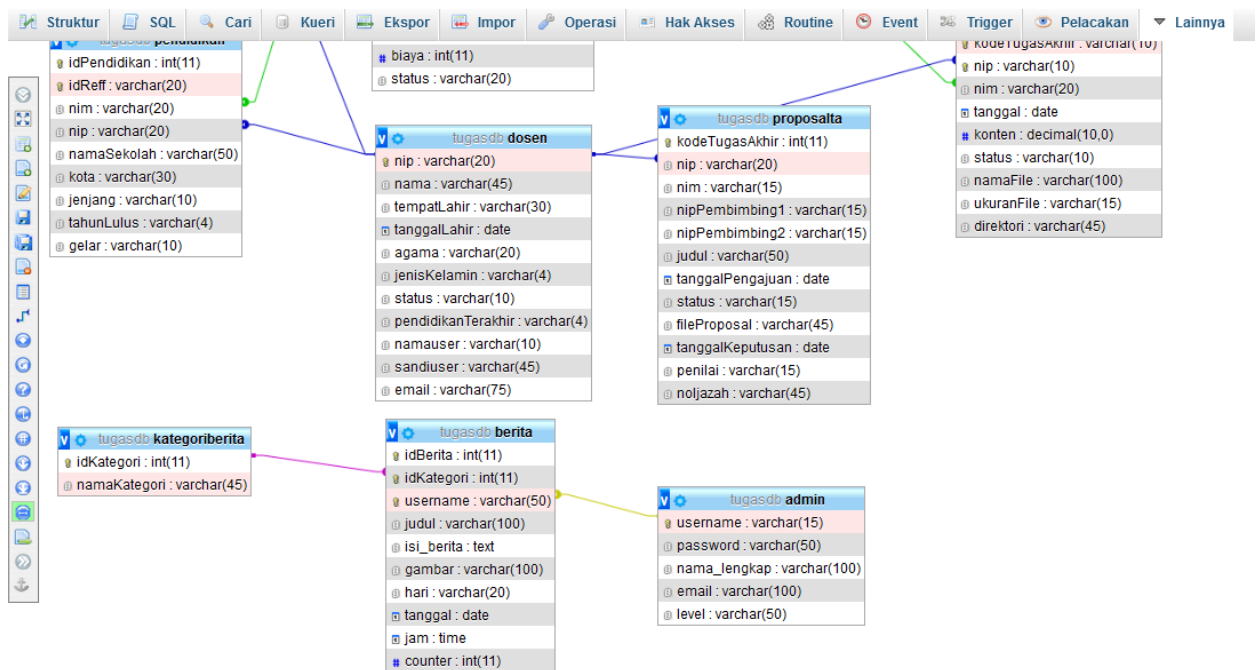 Struktur SQL Cari Kueri Ekspor Impor Operasi Hak Akses Routine Event Trigger Pelacakan Lainnya
tugasdb pendidikan
idPendidikan : int(11)
idReff : varchar(20)
nim : varchar(20)
nip : varchar(20)
namaSekolah : varchar(50)
kota : varchar(30)
jenjang : varchar(10)
tahunLulus : varchar(4)
gelar : varchar(10)
# biaya : int(11)
status : varchar(20)
tugasdb dosen
nip : varchar(20)
nama : varchar(45)
tempatLahir : varchar(30)
tanggalLahir : date
agama : varchar(20)
jenisKelamin : varchar(4)
status : varchar(10)
pendidikanTerakhir : varchar(4)
namauser : varchar(10)
sandiuser : varchar(45)
email : varchar(75)
tugasdb proposalta
kodeTugasAkhir : int(11)
nip : varchar(20)
nim : varchar(15)
nipPembimbing1 : varchar(15)
nipPembimbing2 : varchar(15)
judul : varchar(50)
tanggalPengajuan : date
status : varchar(15)
fileProposal : varchar(45)
tanggalKeputusan : date
penilai : varchar(15)
noIjazah : varchar(45)
kodeTugasAkhir : varchar(10)
nip : varchar(10)
nim : varchar(20)
tanggal : date
# konten : decimal(10,0)
status : varchar(10)
namaFile : varchar(100)
ukuranFile : varchar(15)
direktori : varchar(45)
tugasdb kategoriberita
idKategori : int(11)
namaKategori : varchar(45)
tugasdb berita
idBerita : int(11)
idKategori : int(11)
username : varchar(50)
judul : varchar(100)
isi_berita : text
gambar : varchar(100)
hari : varchar(20)
tanggal : date
jam : time
# counter : int(11)
tugasdb admin
username : varchar(15)
password : varchar(50)
nama_lengkap : varchar(100)
email : varchar(100)
level : varchar(50)